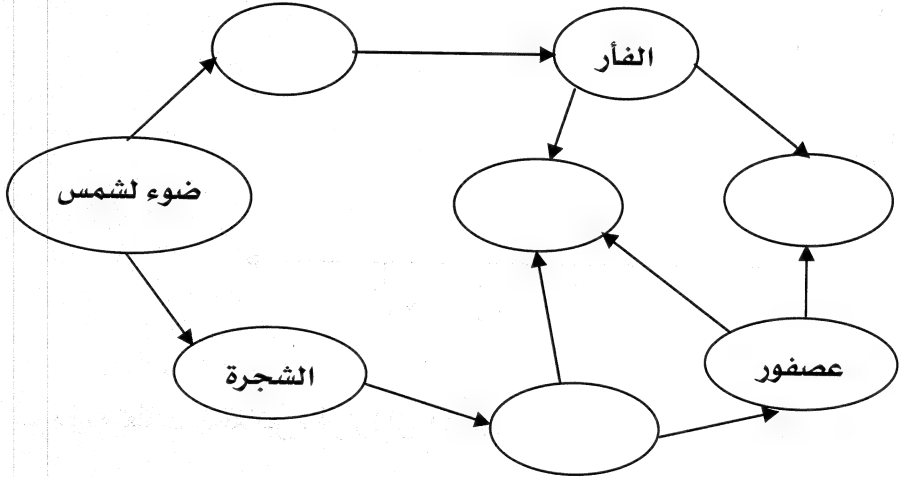 الفأر
ضوء لشمس
عصفور
الشجرة